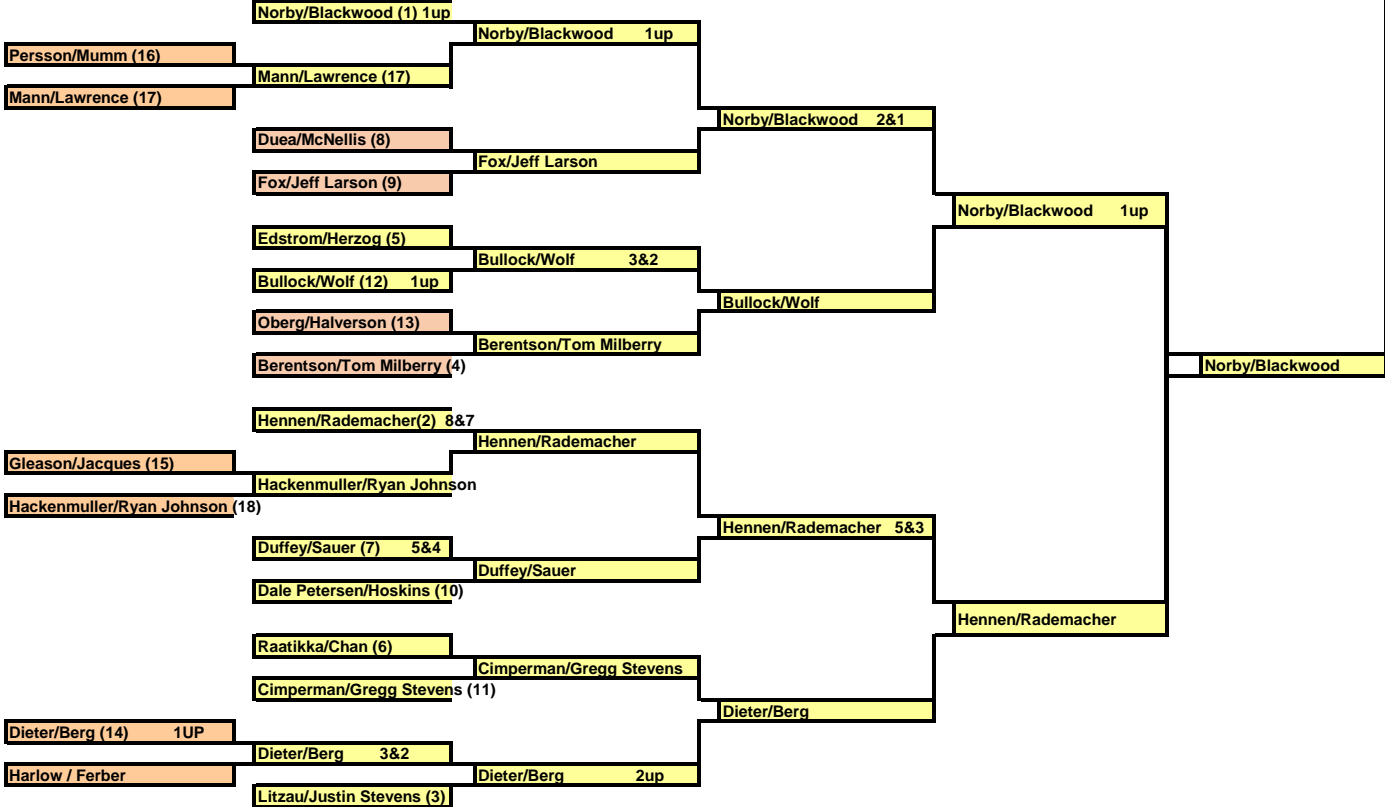 Norby/Blackwood (1) 1up
Norby/Blackwood 1up
Persson/Mumm (16)
Mann/Lawrence (17)
Mann/Lawrence (17)
Norby/Blackwood 2&1
Duea/McNellis (8)
Fox/Jeff Larson
Fox/Jeff Larson (9)
Norby/Blackwood 1up
Edstrom/Herzog (5)
Bullock/Wolf 3&2
Bullock/Wolf (12) 1up
Bullock/Wolf
Oberg/Halverson (13)
Berentson/Tom Milberry
Berentson/Tom Milberry (4)
Norby/Blackwood
Hennen/Rademacher(2) 8&7
Hennen/Rademacher
Gleason/Jacques (15)
Hackenmuller/Ryan Johnson
Hackenmuller/Ryan Johnson (18)
Hennen/Rademacher 5&3
Duffey/Sauer (7) 5&4
Duffey/Sauer
Dale Petersen/Hoskins (10)
Hennen/Rademacher
Raatikka/Chan (6)
Cimperman/Gregg Stevens
Cimperman/Gregg Stevens (11)
Dieter/Berg
Dieter/Berg (14) 1UP
Dieter/Berg 3&2
Harlow / Ferber
Dieter/Berg 2up
Litzau/Justin Stevens (3)